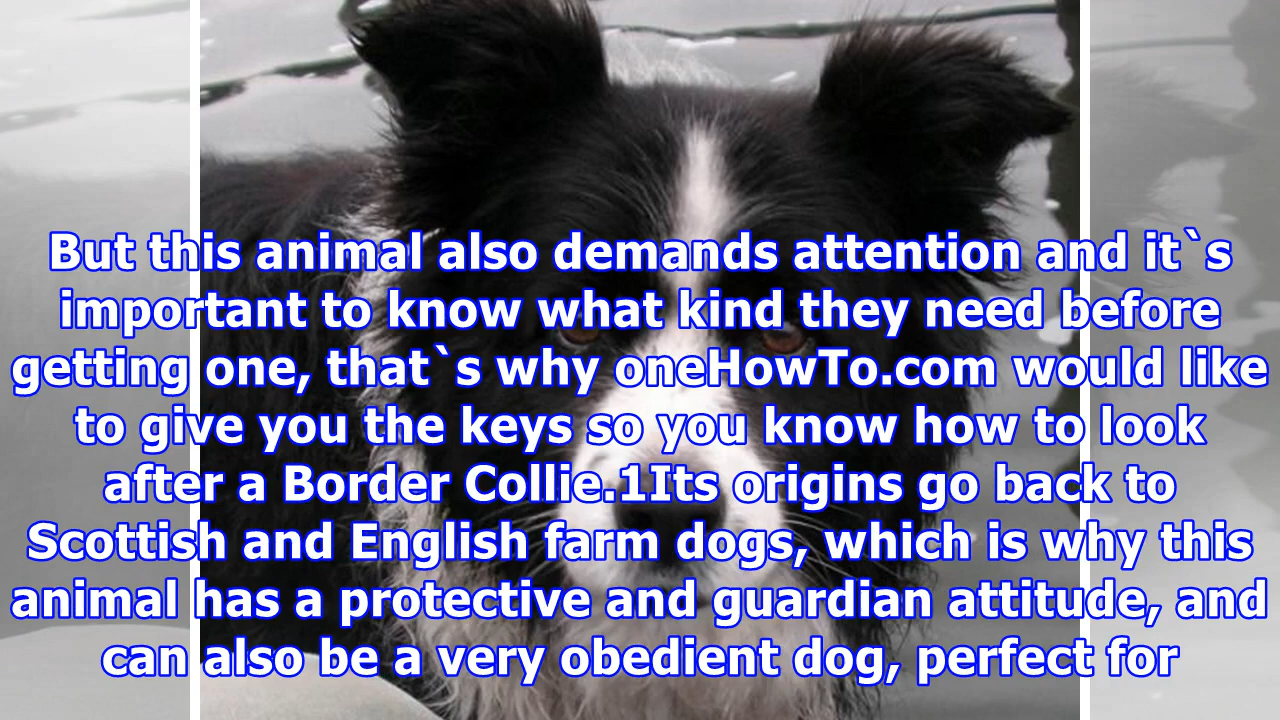 But this animal also demands attention and it`s
important to know what kind they need before
getting one, that`s why oneHowTo.com would like
to give you the keys so you know how to look
after a Border Collie.1Its origins go back to
Scottish and English farm dogs, which is why this
animal has a protective and guardian attitude, and
can also be a very obedient dog, perfect for